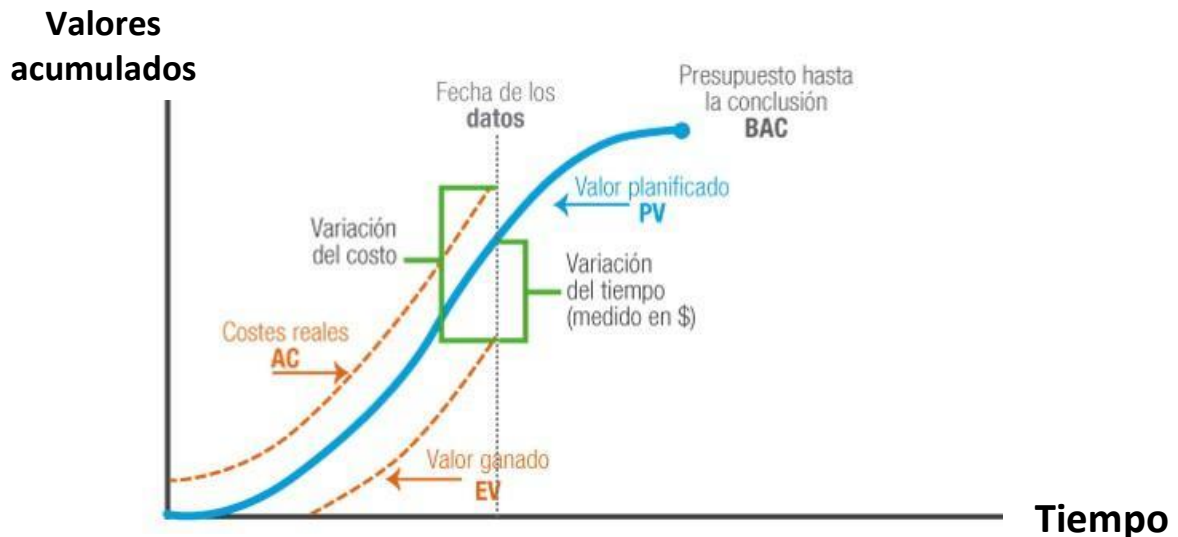 Valores
acumulados
Fecha de los
datos
Presupuesto hasta
la conclusión
BAC
Valor planificado
PV
Variación
del costo
Variación
del tiempo
(medido en $)
Costes reales
AC
Valor ganado
EV
Tiempo